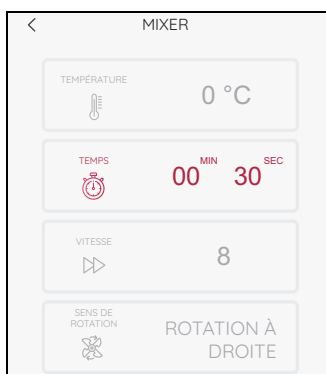 MIXER
TEMPÉRATURE
0 °C
TEMPS
00 MIN 30 SEC
VITESSE
8
SENS DE
ROTATION
ROTATION À
DROITE